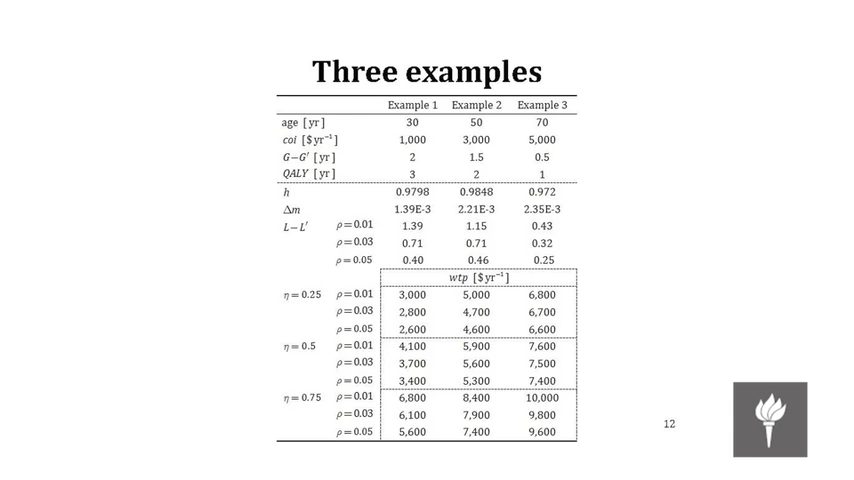 Three examples
Example 1 Example 2 Example 3
age [yr] 30 50 70
coi [$yr⁻¹] 1,000 3,000 5,000
G−G′ [yr] 2 1.5 0.5
QALY [yr] 3 2 1
h 0.9798 0.9848 0.972
Δm 1.39E-3 2.21E-3 2.35E-3
L−L′ ρ=0.01 1.39 1.15 0.43
ρ=0.03 0.71 0.71 0.32
ρ=0.05 0.40 0.46 0.25
wtp [$yr⁻¹]
η=0.25 ρ=0.01 3,000 5,000 6,800
ρ=0.03 2,800 4,700 6,700
ρ=0.05 2,600 4,600 6,600
η=0.5 ρ=0.01 4,100 5,900 7,600
ρ=0.03 3,700 5,600 7,500
ρ=0.05 3,400 5,300 7,400
η=0.75 ρ=0.01 6,800 8,400 10,000
ρ=0.03 6,100 7,900 9,800
ρ=0.05 5,600 7,400 9,600
12